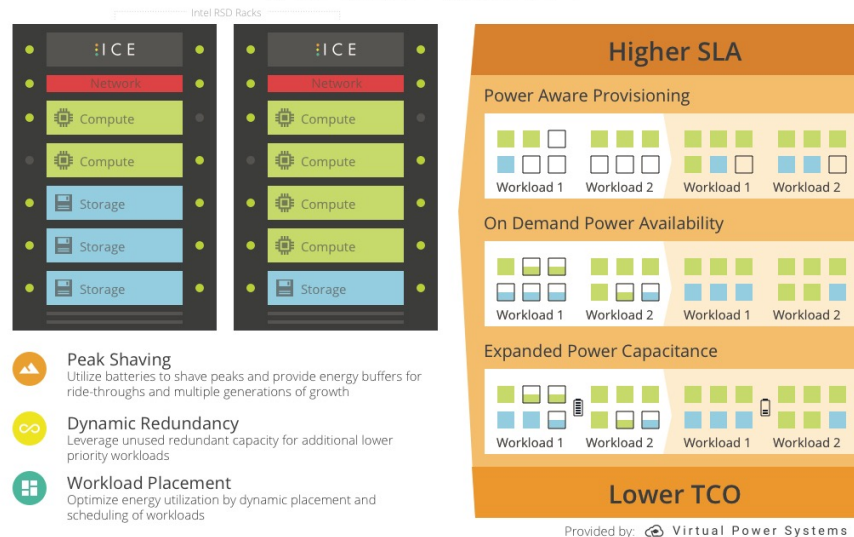 Intel RSD Racks
ICE
Network
Compute
Compute
Storage
Storage
Storage
ICE
Network
Compute
Compute
Compute
Compute
Storage
Peak Shaving
Utilize batteries to shave peaks and provide energy buffers for
ride-throughs and multiple generations of growth
Dynamic Redundancy
Leverage unused redundant capacity for additional lower
priority workloads
Workload Placement
Optimize energy utilization by dynamic placement and
scheduling of workloads
Higher SLA
Power Aware Provisioning
Workload 1 Workload 2 Workload 1 Workload 2
On Demand Power Availability
Workload 1 Workload 2 Workload 1 Workload 2
Expanded Power Capacitance
Workload 1 Workload 2 Workload 1 Workload 2
Lower TCO
Provided by: Virtual Power Systems